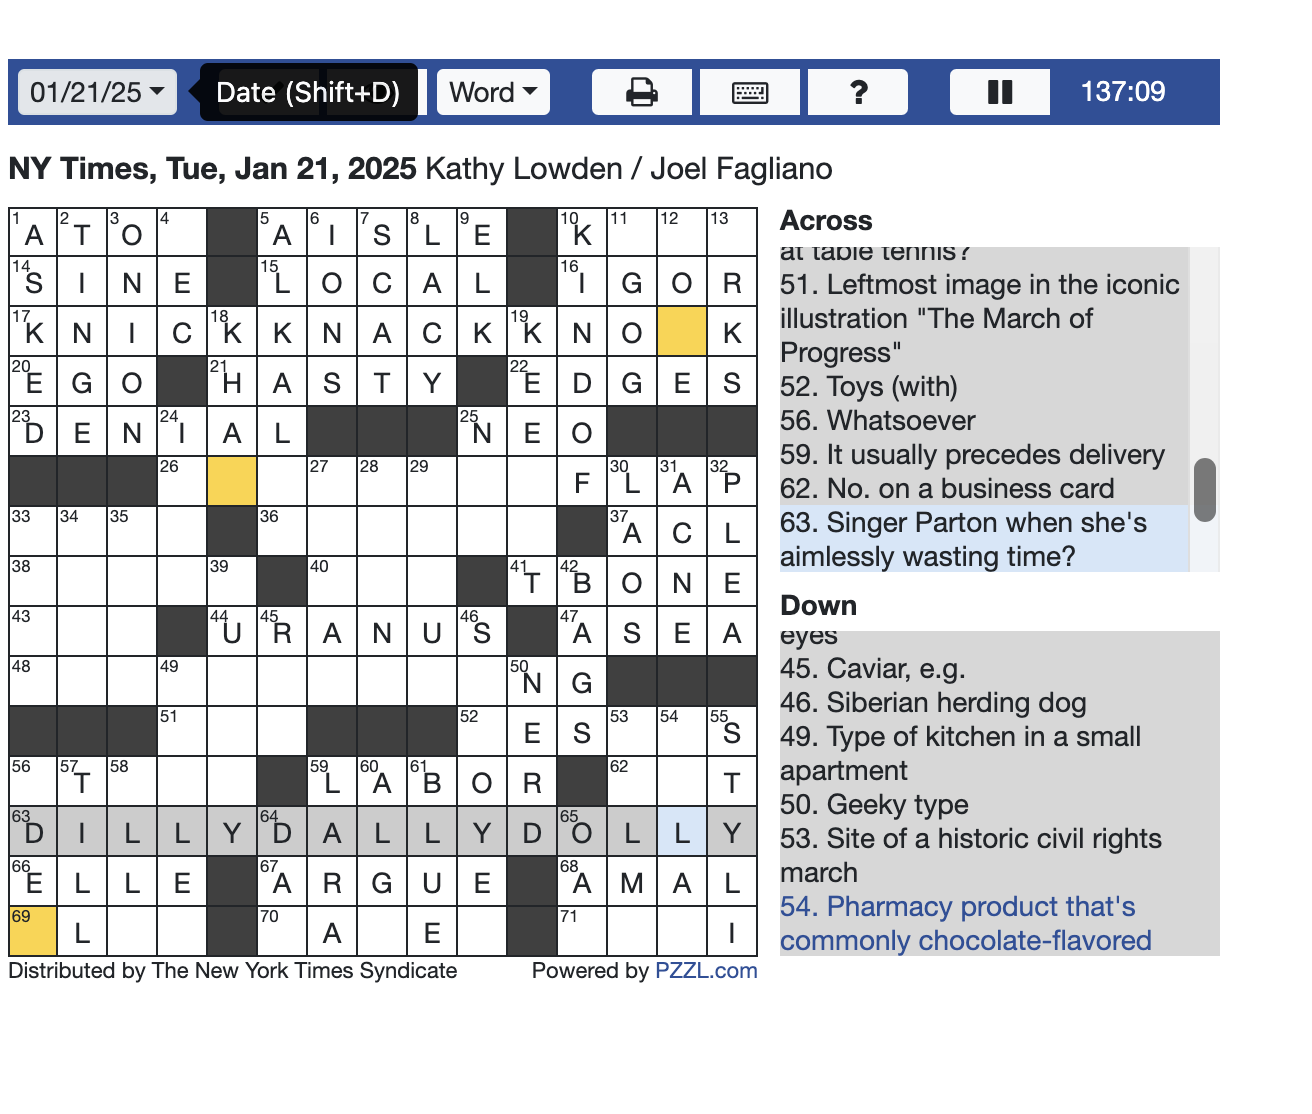 01/21/25 Date (Shift+D) Word ? 137:09
NY Times, Tue, Jan 21, 2025 Kathy Lowden / Joel Fagliano
1 A 2 T 3 O 4 5 A 6 I 7 S 8 L 9 E 10 K 11 12 13
14 S I N E 15 L O C A L 16 I G O R
17 K N I C 18 K K N A C K 19 K N O K
20 E G O 21 H A S T Y 22 E D G E S
23 D E N 24 I A L 25 N E O
26 27 28 29 F 30 L 31 A 32 P
33 34 35 36 37 A C L
38 39 40 41 T 42 B O N E
43 44 U 45 R A N U 46 S 47 A S E A
48 49 50 N G
51 52 E S 53 54 55 S
56 57 T 58 59 L 60 A 61 B O R 62 T
63 D I L L Y 64 D A L L Y D 65 O L L Y
66 E L L E 67 A R G U E 68 A M A L
69 L 70 A E 71 I
Distributed by The New York Times Syndicate Powered by PZZL.com
Across
at table tennis?
51. Leftmost image in the iconic
illustration "The March of
Progress"
52. Toys (with)
56. Whatsoever
59. It usually precedes delivery
62. No. on a business card
63. Singer Parton when she's
aimlessly wasting time?
Down
eyes
45. Caviar, e.g.
46. Siberian herding dog
49. Type of kitchen in a small
apartment
50. Geeky type
53. Site of a historic civil rights
march
54. Pharmacy product that's
commonly chocolate-flavored